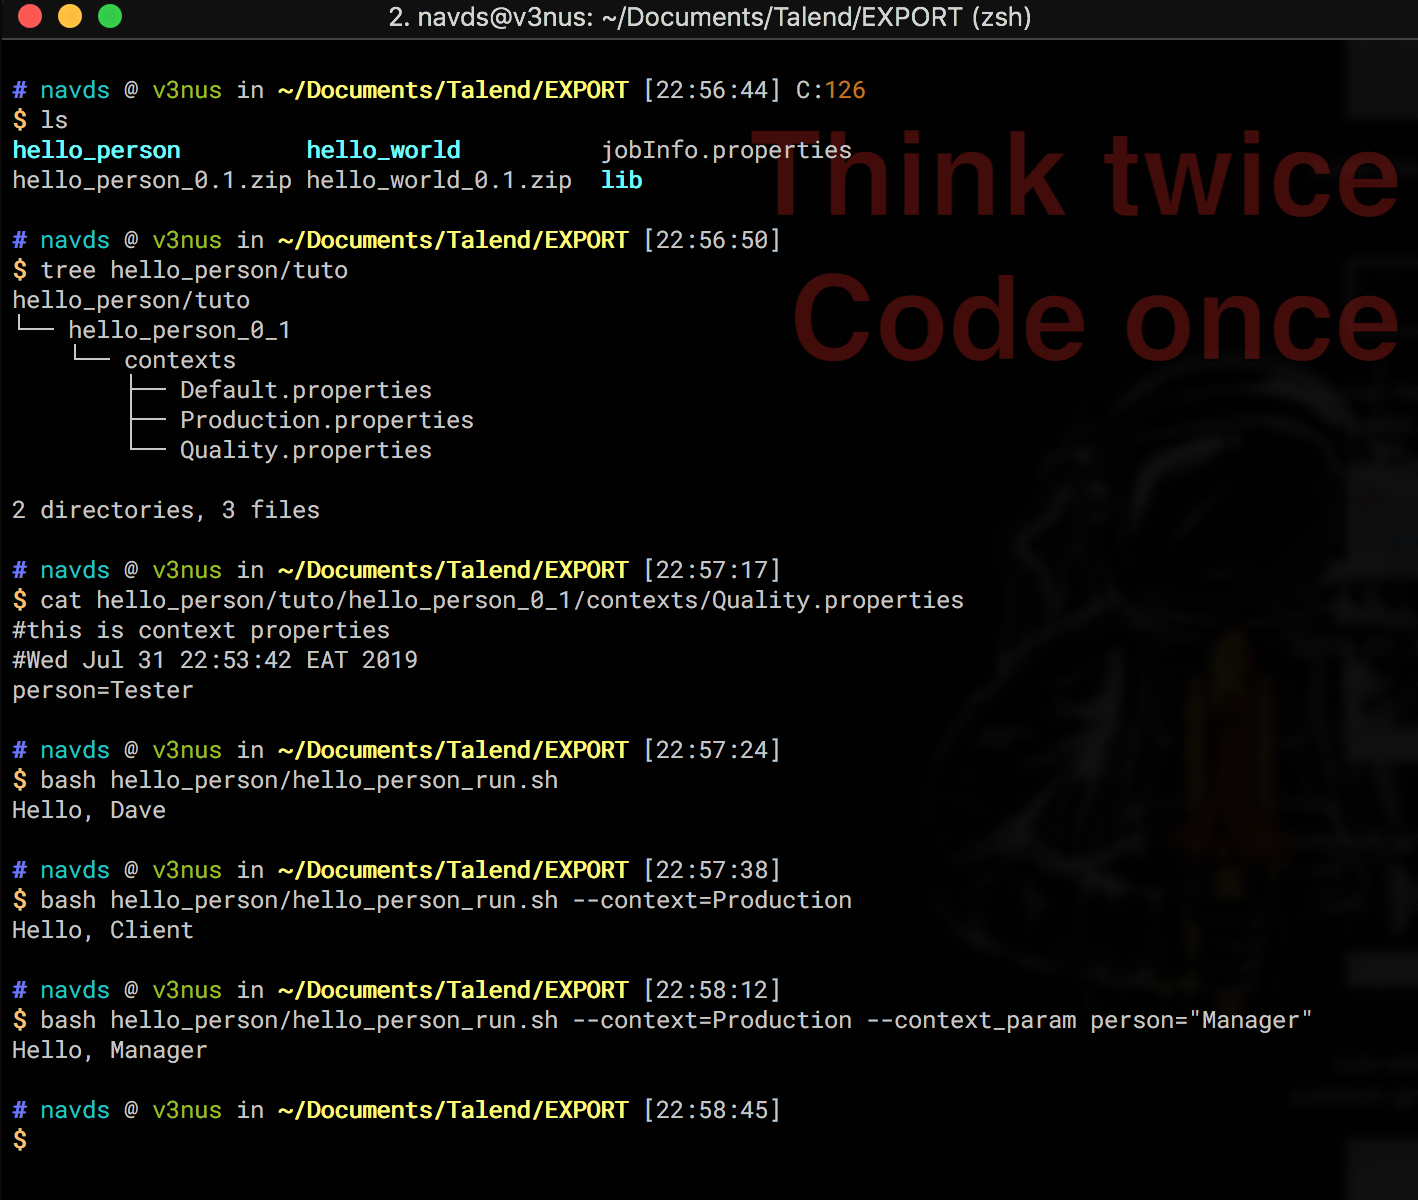 2. navds@v3nus: ~/Documents/Talend/EXPORT (zsh)
# navds @ v3nus in ~/Documents/Talend/EXPORT [22:56:44] C:126
$ ls
hello_person hello_world jobInfo.properties
hello_person_0.1.zip hello_world_0.1.zip lib
Think twice
Code once
# navds @ v3nus in ~/Documents/Talend/EXPORT [22:56:50]
$ tree hello_person/tuto
hello_person/tuto
└── hello_person_0_1
    └── contexts
        ├── Default.properties
        ├── Production.properties
        └── Quality.properties
2 directories, 3 files
# navds @ v3nus in ~/Documents/Talend/EXPORT [22:57:17]
$ cat hello_person/tuto/hello_person_0_1/contexts/Quality.properties
#this is context properties
#Wed Jul 31 22:53:42 EAT 2019
person=Tester
# navds @ v3nus in ~/Documents/Talend/EXPORT [22:57:24]
$ bash hello_person/hello_person_run.sh
Hello, Dave
# navds @ v3nus in ~/Documents/Talend/EXPORT [22:57:38]
$ bash hello_person/hello_person_run.sh --context=Production
Hello, Client
# navds @ v3nus in ~/Documents/Talend/EXPORT [22:58:12]
$ bash hello_person/hello_person_run.sh --context=Production --context_param person="Manager"
Hello, Manager
# navds @ v3nus in ~/Documents/Talend/EXPORT [22:58:45]
$